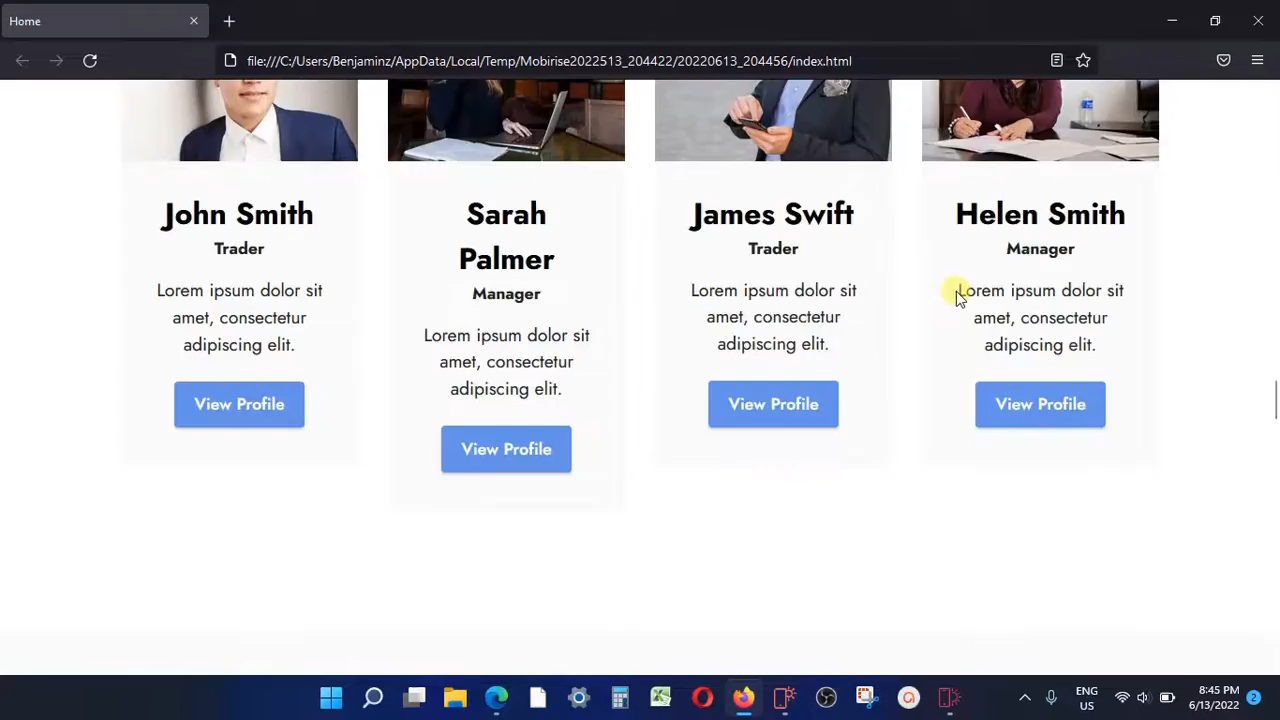 Home
file:///C:/Users/Benjaminz/AppData/Local/Temp/Mobirise2022513_204422/20220613_204456/index.html
John Smith
Trader
Lorem ipsum dolor sit
amet, consectetur
adipiscing elit.
View Profile
Sarah
Palmer
Manager
Lorem ipsum dolor sit
amet, consectetur
adipiscing elit.
View Profile
James Swift
Trader
Lorem ipsum dolor sit
amet, consectetur
adipiscing elit.
View Profile
Helen Smith
Manager
Lorem ipsum dolor sit
amet, consectetur
adipiscing elit.
View Profile
ENG
US
8:45 PM
6/13/2022
2